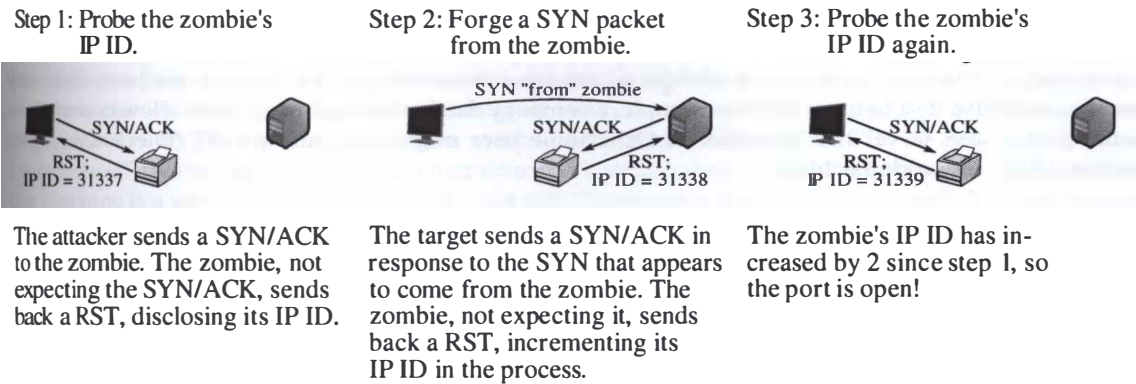 Step 1: Probe the zombie's
IP ID.
SYN/ACK
RST;
IP ID = 31337
The attacker sends a SYN/ACK
to the zombie. The zombie, not
expecting the SYN/ACK, sends
back a RST, disclosing its IP ID.
Step 2: Forge a SYN packet
from the zombie.
SYN "from" zombie
SYN/ACK
RST;
IP ID = 31338
The target sends a SYN/ACK in
response to the SYN that appears
to come from the zombie. The
zombie, not expecting it, sends
back a RST, incrementing its
IP ID in the process.
Step 3: Probe the zombie's
IP ID again.
SYN/ACK
RST;
IP ID = 31339
The zombie's IP ID has in-
creased by 2 since step 1, so
the port is open!